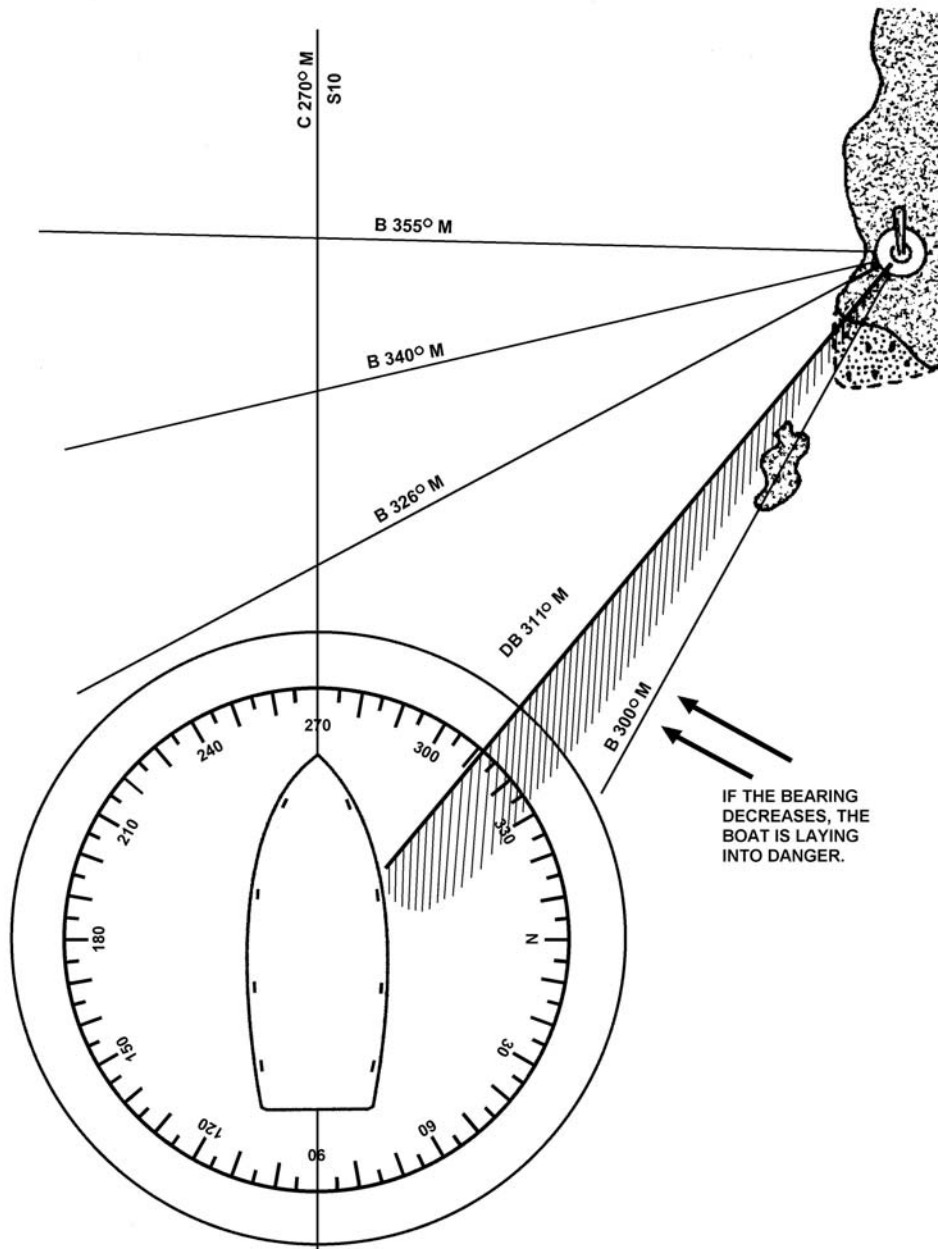 C 270° M
S10
B 355° M
B 340° M
B 326° M
DB 311° M
B 300° M
IF THE BEARING
DECREASES, THE
BOAT IS LAYING
INTO DANGER.
270
300
330
N
30
60
90
120
150
180
210
240